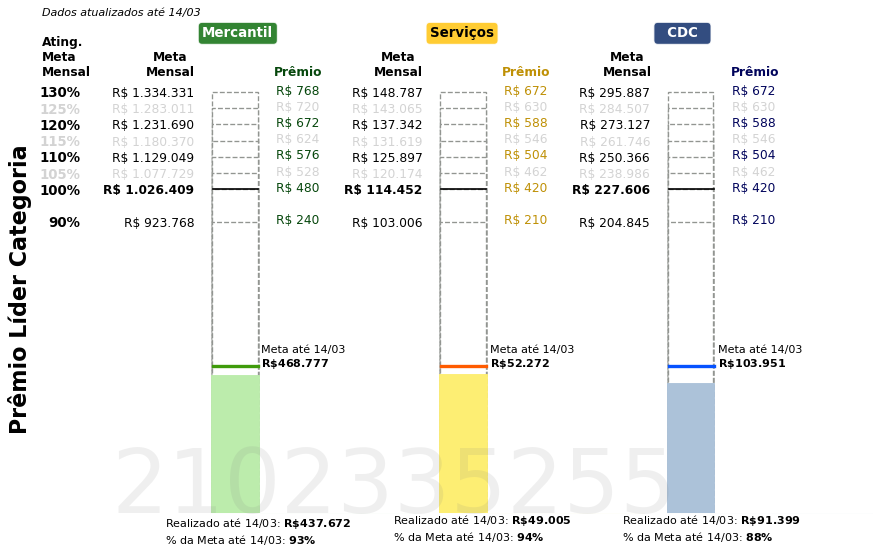 Dados atualizados até 14/03
Mercantil Serviços CDC
Ating.
Meta Meta Meta Meta
Mensal Mensal Prêmio Mensal Prêmio Mensal Prêmio
130% R$ 1.334.331 R$ 768 R$ 148.787 R$ 672 R$ 295.887 R$ 672
125% R$ 1.283.011 R$ 720 R$ 143.065 R$ 630 R$ 284.507 R$ 630
120% R$ 1.231.690 R$ 672 R$ 137.342 R$ 588 R$ 273.127 R$ 588
115% R$ 1.180.370 R$ 624 R$ 131.619 R$ 546 R$ 261.746 R$ 546
110% R$ 1.129.049 R$ 576 R$ 125.897 R$ 504 R$ 250.366 R$ 504
105% R$ 1.077.729 R$ 528 R$ 120.174 R$ 462 R$ 238.986 R$ 462
100% R$ 1.026.409 R$ 480 R$ 114.452 R$ 420 R$ 227.606 R$ 420
90% R$ 923.768 R$ 240 R$ 103.006 R$ 210 R$ 204.845 R$ 210
Prêmio Líder Categoria
Meta até 14/03 Meta até 14/03 Meta até 14/03
R$468.777 R$52.272 R$103.951
2102335255
Realizado até 14/03: R$437.672 Realizado até 14/03: R$49.005 Realizado até 14/03: R$91.399
% da Meta até 14/03: 93% % da Meta até 14/03: 94% % da Meta até 14/03: 88%